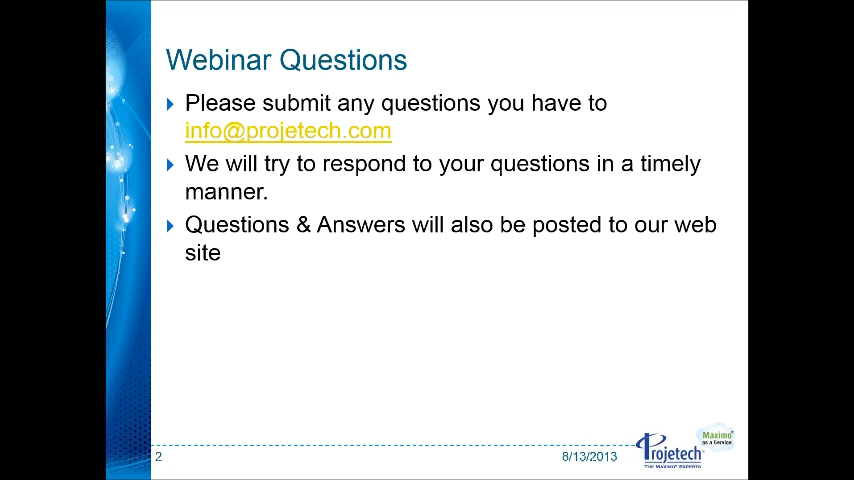 Webinar Questions
Please submit any questions you have to
info@projetech.com
We will try to respond to your questions in a timely
manner.
Questions & Answers will also be posted to our web
site
2
8/13/2013
Projetech
THE MAXIMO® EXPERTS
Maximo®
as a Service